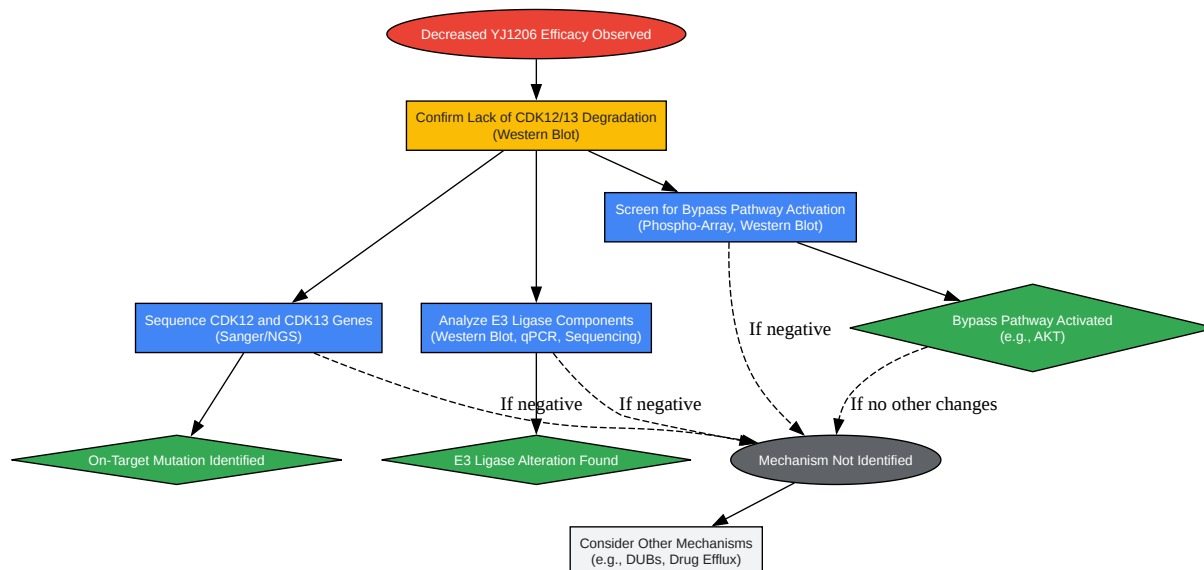 Decreased YJ1206 Efficacy Observed
Confirm Lack of CDK12/13 Degradation
(Western Blot)
Screen for Bypass Pathway Activation
(Phospho-Array, Western Blot)
Sequence CDK12 and CDK13 Genes
(Sanger/NGS)
Analyze E3 Ligase Components
(Western Blot, qPCR, Sequencing)
If negative
Bypass Pathway Activated
(e.g., AKT)
If negative
If negative
If no other changes
On-Target Mutation Identified
E3 Ligase Alteration Found
Mechanism Not Identified
Consider Other Mechanisms
(e.g., DUBs, Drug Efflux)